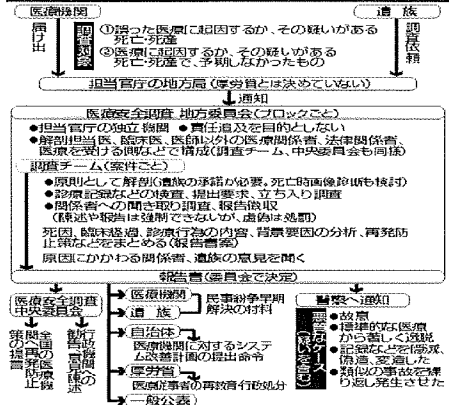 医療機関
遺族
届け出
調査対象
①誤った医療に起因するか、その疑いがある
死亡・死産
②医療に起因するか、その疑いがある
死亡・死産で、予期しなかったもの
調査依頼
担当官庁の地方局(厚労省とは決めていない)
通知
医療安全調査 地方委員会(ブロックごと)
●担当官庁の独立機関 ●責任追及を目的としない
●解剖担当医、臨床医、医師以外の医療関係者、法律関係者、
医療を受ける側などで構成(調査チーム、中央委員会も同様)
調査チーム(案件ごと)
●原則として解剖(遺族の承諾が必要。死亡時画像診断も検討)
●診療記録などの検査、提出要求、立ち入り調査
●関係者への聞き取り調査、報告徴収
(陳述や報告は強制できないが、虚偽は処罰)
死因、臨床経過、診療行為の内容、背景要因の分析、再発防
止策などをまとめる(報告書案)
原因にかかわる関係者、遺族の意見を聞く
報告書(委員会で決定)
医療安全調査
中央委員会
全国への再発防止
策の提言
関係行政機関への
医療機関
遺族
民事紛争早期
解決の材料
自治体
医療機関に対するシステ
ム改善計画の提出命令
厚労省
医療従事者の再教育行政処分
一般公表
警察へ通知
悪質なケース
(疑いを含む)
●故意
●標準的な医療
から著しく逸脱
●記録などを隠滅、
偽造、変造した
●類似の事故を繰
り返し発生させた